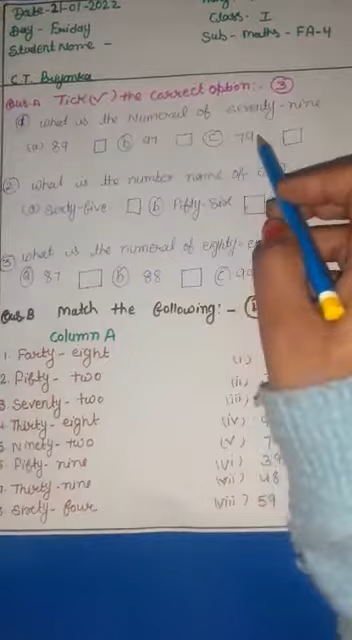 Date-21-01-2022
Day - Friday
Student Name -
Class - I
Sub - Maths - FA-4
C.T. Priyanka
Ques A Tick (✓) the correct option:- ③
① what is the Numeral of seventy-nine
(a) 89 ⓑ 97 ⓒ 79
② what is the number name of
(a) Sixty-five ⓑ Fifty-six
③ what is the numeral of eighty-
ⓐ 87 ⓑ 88 ⓒ
Ques B Match the following:-
Column A
1. Forty-eight (i)
2. Fifty-two (ii)
3. Seventy-two (iii)
4. Thirty-eight (iv)
5. Ninety-two (v) 7
6. Fifty-nine (vi) 39
7. Thirty-nine (vii) 48
8. Sixty-four (viii) 59